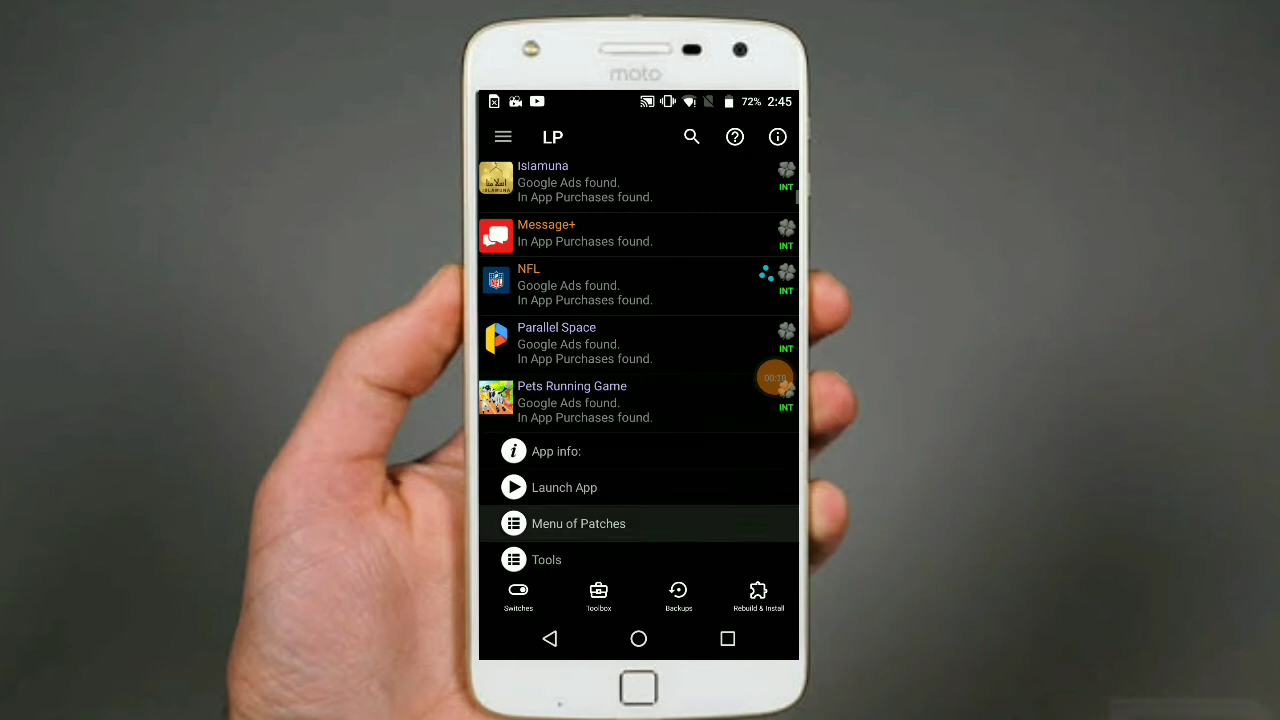 moto
72% 2:45
LP
Islamuna
Google Ads found.
In App Purchases found.
INT
Message+
In App Purchases found.
INT
NFL
Google Ads found.
In App Purchases found.
INT
Parallel Space
Google Ads found.
In App Purchases found.
INT
Pets Running Game
Google Ads found.
In App Purchases found.
INT
App info:
Launch App
Menu of Patches
Tools
Switches
Toolbox
Backups
Rebuild & Install